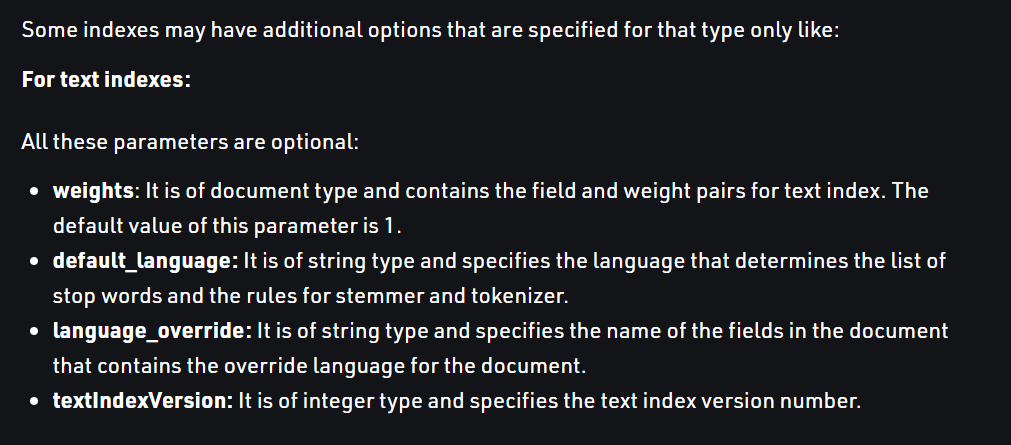 Some indexes may have additional options that are specified for that type only like:
For text indexes:
All these parameters are optional:
• weights: It is of document type and contains the field and weight pairs for text index. The
default value of this parameter is 1.
• default_language: It is of string type and specifies the language that determines the list of
stop words and the rules for stemmer and tokenizer.
• language_override: It is of string type and specifies the name of the fields in the document
that contains the override language for the document.
• textIndexVersion: It is of integer type and specifies the text index version number.